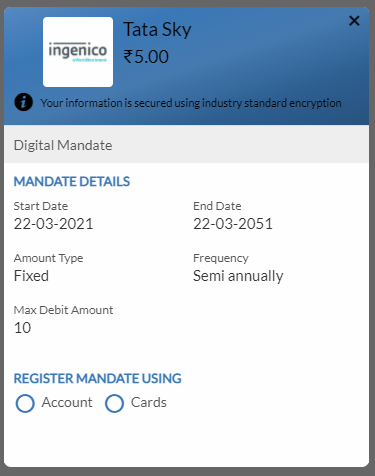 Tata Sky
ingenico
₹5.00
Your information is secured using industry standard encryption
Digital Mandate
MANDATE DETAILS
Start Date End Date
22-03-2021 22-03-2051
Amount Type Frequency
Fixed Semi annually
Max Debit Amount
10
REGISTER MANDATE USING
Account Cards